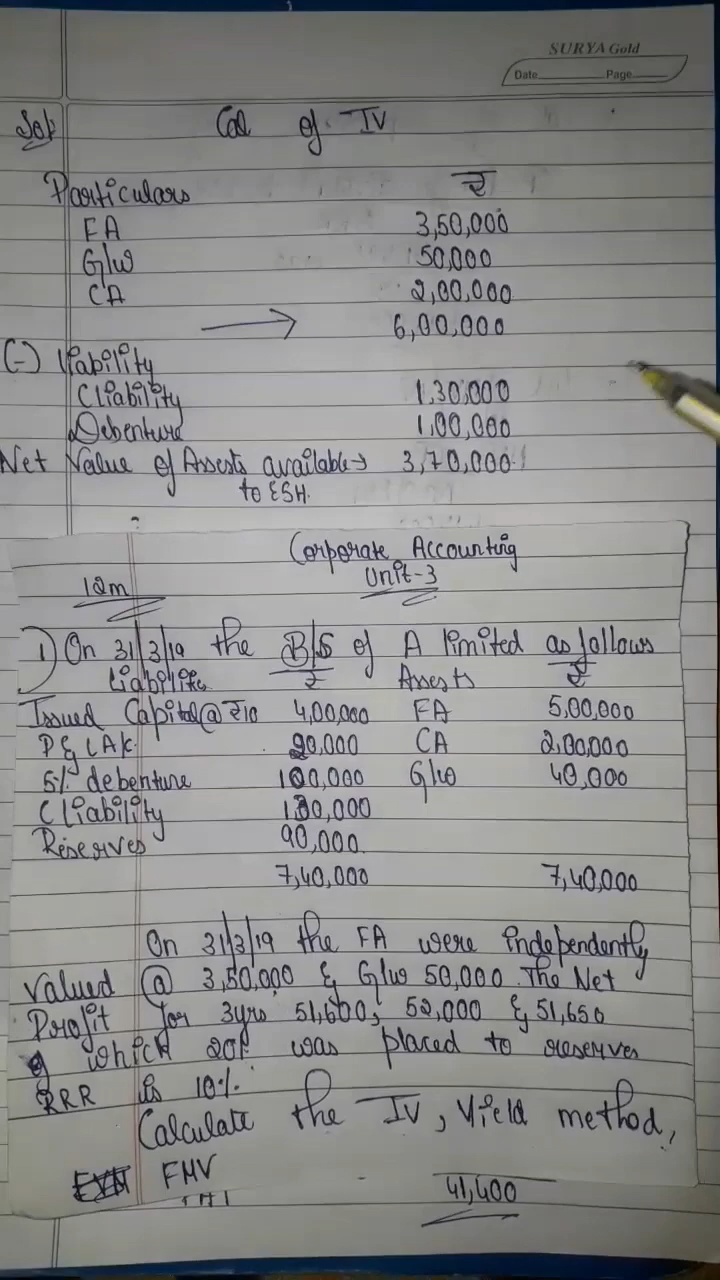 SURYA Gold
Date Page
Sol Cal of IV
Particulars ₹
FA 3,50,000
G/w 50,000
CA 2,00,000
6,00,000
(-) liability
C liability 1,30,000
Debenture 1,00,000
Net Value of Assests available→ 3,70,000
to ESH.
Corporate Accounting
12m Unit-3
1) On 31/3/19 the B/S of A limited as follows
Liabilite ₹ Assests ₹
Issued Capital@ ₹10 4,00,000 FA 5,00,000
P & L A/c 20,000 CA 2,00,000
5% debenture 100,000 G/w 40,000
C liability 130,000
Reserves 90,000
7,40,000 7,40,000
On 31/3/19 the FA were independently
Valued @ 3,50,000 & G/w 50,000 The Net
Profit for 3yrs 51,600, 52,000 & 51,650
which 20% was placed to reserves
RRR is 10%.
Calculate the IV, Yield method,
FMV
41,400